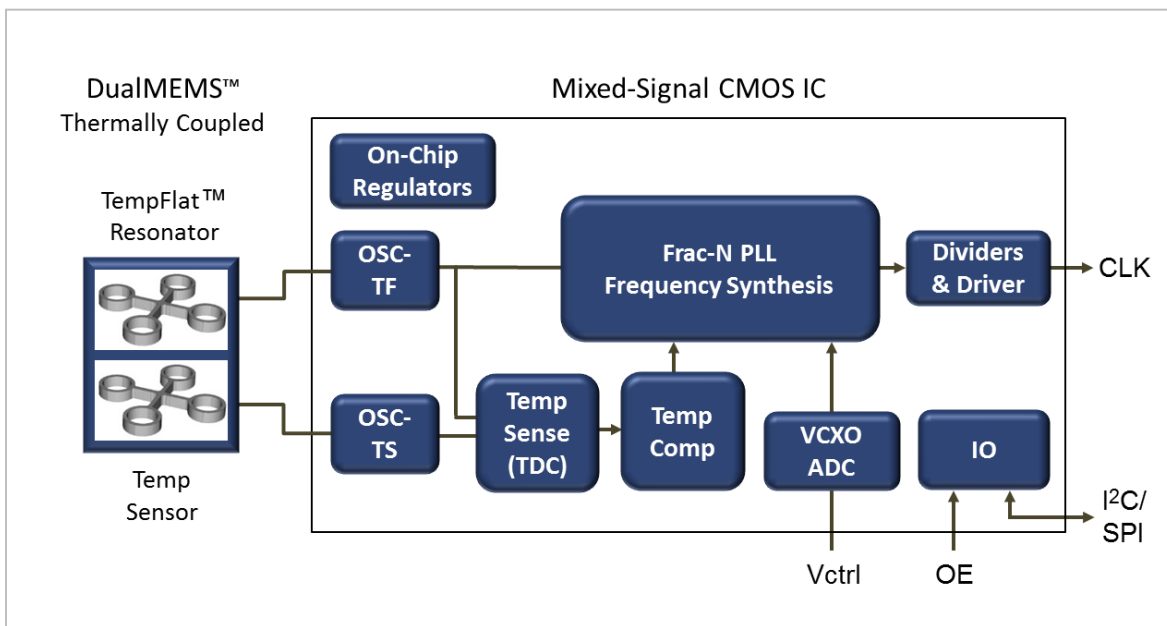 DualMEMS™
Thermally Coupled
Mixed-Signal CMOS IC
TempFlat™
Resonator
On-Chip
Regulators
OSC-
TF
Frac-N PLL
Frequency Synthesis
Dividers
& Driver
CLK
OSC-
TS
Temp
Sense
(TDC)
Temp
Comp
VCXO
ADC
IO
Temp
Sensor
I²C/
SPI
Vctrl
OE